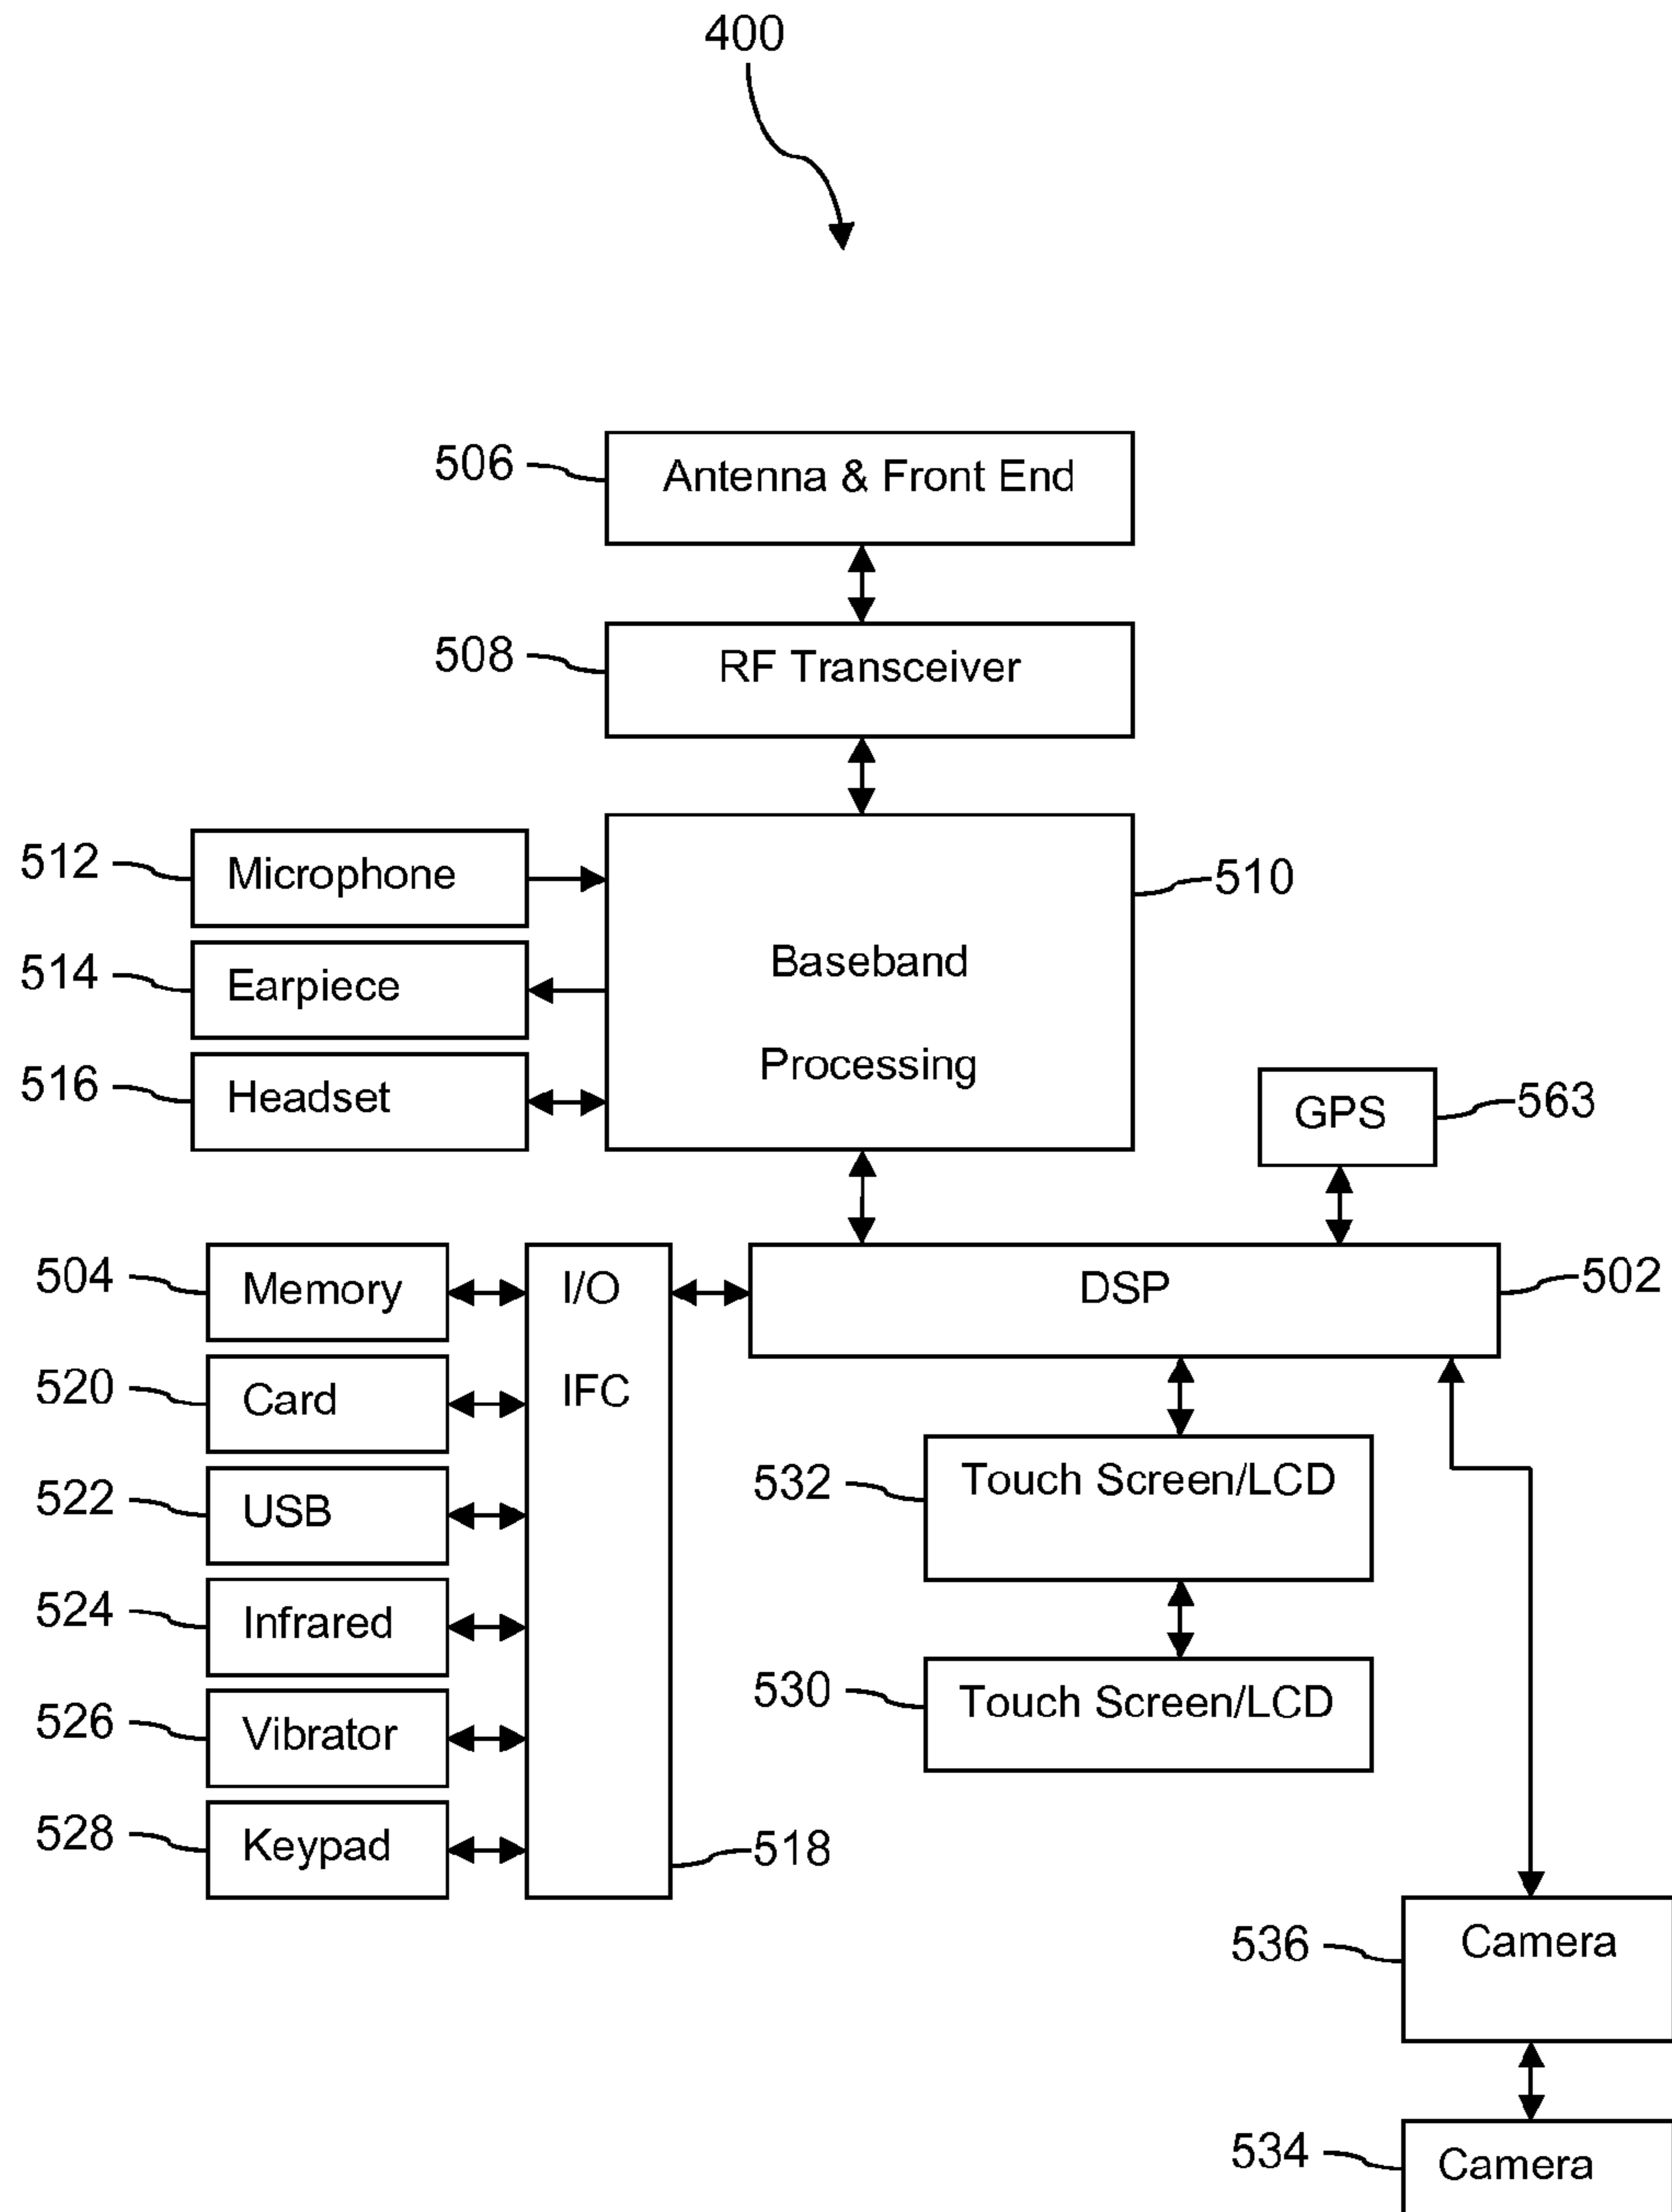 400
506
Antenna & Front End
508
RF Transceiver
512
Microphone
510
514
Earpiece
Baseband
Processing
516
Headset
GPS
563
504
Memory
I/O
IFC
DSP
502
520
Card
522
USB
532
Touch Screen/LCD
524
Infrared
526
Vibrator
530
Touch Screen/LCD
528
Keypad
518
536
Camera
534
Camera